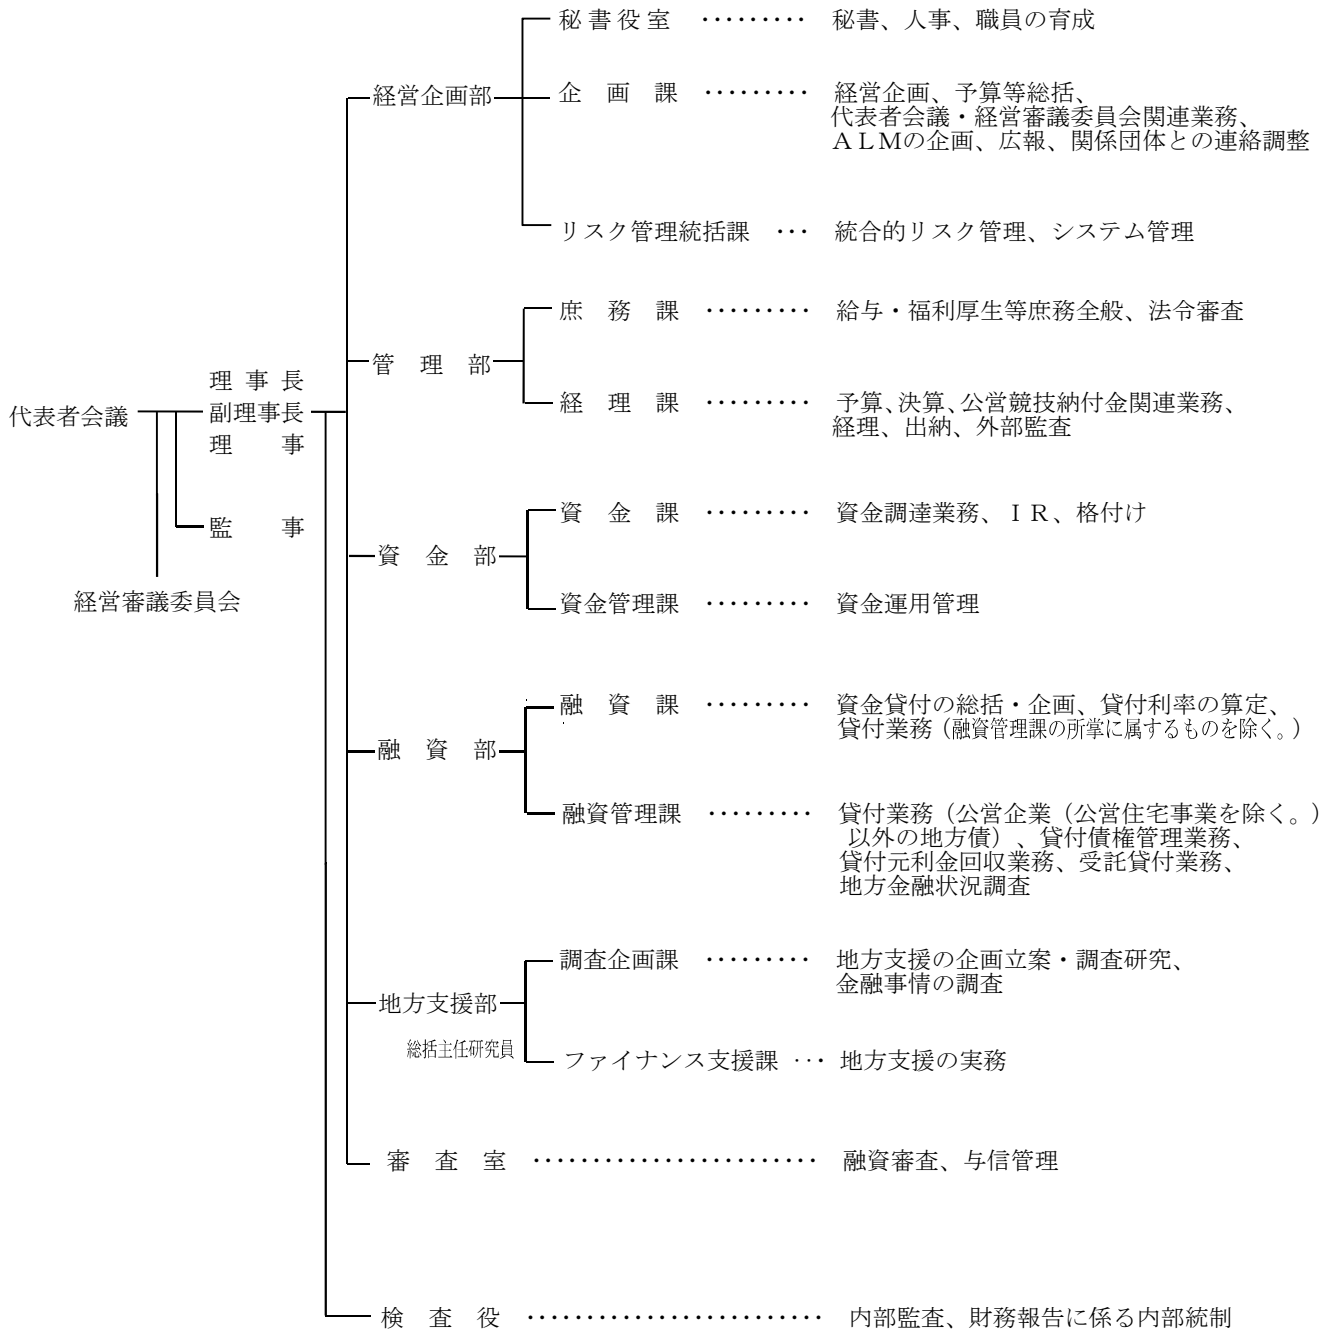 秘書役室 ········· 秘書、人事、職員の育成
経営企画部
企画課 ········· 経営企画、予算等総括、
代表者会議・経営審議委員会関連業務、
ＡＬＭの企画、広報、関係団体との連絡調整
リスク管理統括課 ··· 統合的リスク管理、システム管理
庶務課 ········· 給与・福利厚生等庶務全般、法令審査
管理部
経理課 ········· 予算、決算、公営競技納付金関連業務、
経理、出納、外部監査
代表者会議
理事長
副理事長
理事
監事
経営審議委員会
資金課 ········· 資金調達業務、ＩＲ、格付け
資金部
資金管理課 ········· 資金運用管理
融資課 ········· 資金貸付の総括・企画、貸付利率の算定、
貸付業務（融資管理課の所掌に属するものを除く。）
融資部
融資管理課 ········· 貸付業務（公営企業（公営住宅事業を除く。）
以外の地方債）、貸付債権管理業務、
貸付元利金回収業務、受託貸付業務、
地方金融状況調査
調査企画課 ········· 地方支援の企画立案・調査研究、
金融事情の調査
地方支援部
総括主任研究員
ファイナンス支援課 ··· 地方支援の実務
審査室 ························ 融資審査、与信管理
検査役 ························· 内部監査、財務報告に係る内部統制